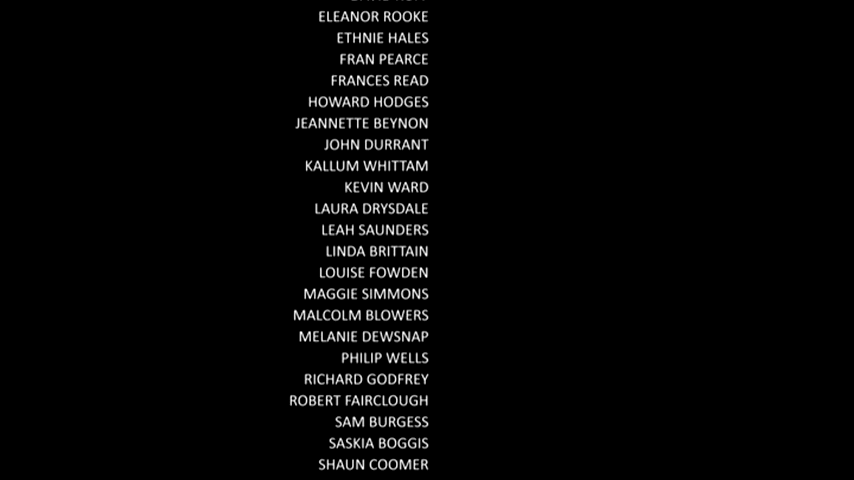 ELEANOR ROOKE
ETHNIE HALES
FRAN PEARCE
FRANCES READ
HOWARD HODGES
JEANNETTE BEYNON
JOHN DURRANT
KALLUM WHITTAM
KEVIN WARD
LAURA DRYSDALE
LEAH SAUNDERS
LINDA BRITTAIN
LOUISE FOWDEN
MAGGIE SIMMONS
MALCOLM BLOWERS
MELANIE DEWSNAP
PHILIP WELLS
RICHARD GODFREY
ROBERT FAIRCLOUGH
SAM BURGESS
SASKIA BOGGIS
SHAUN COOMER